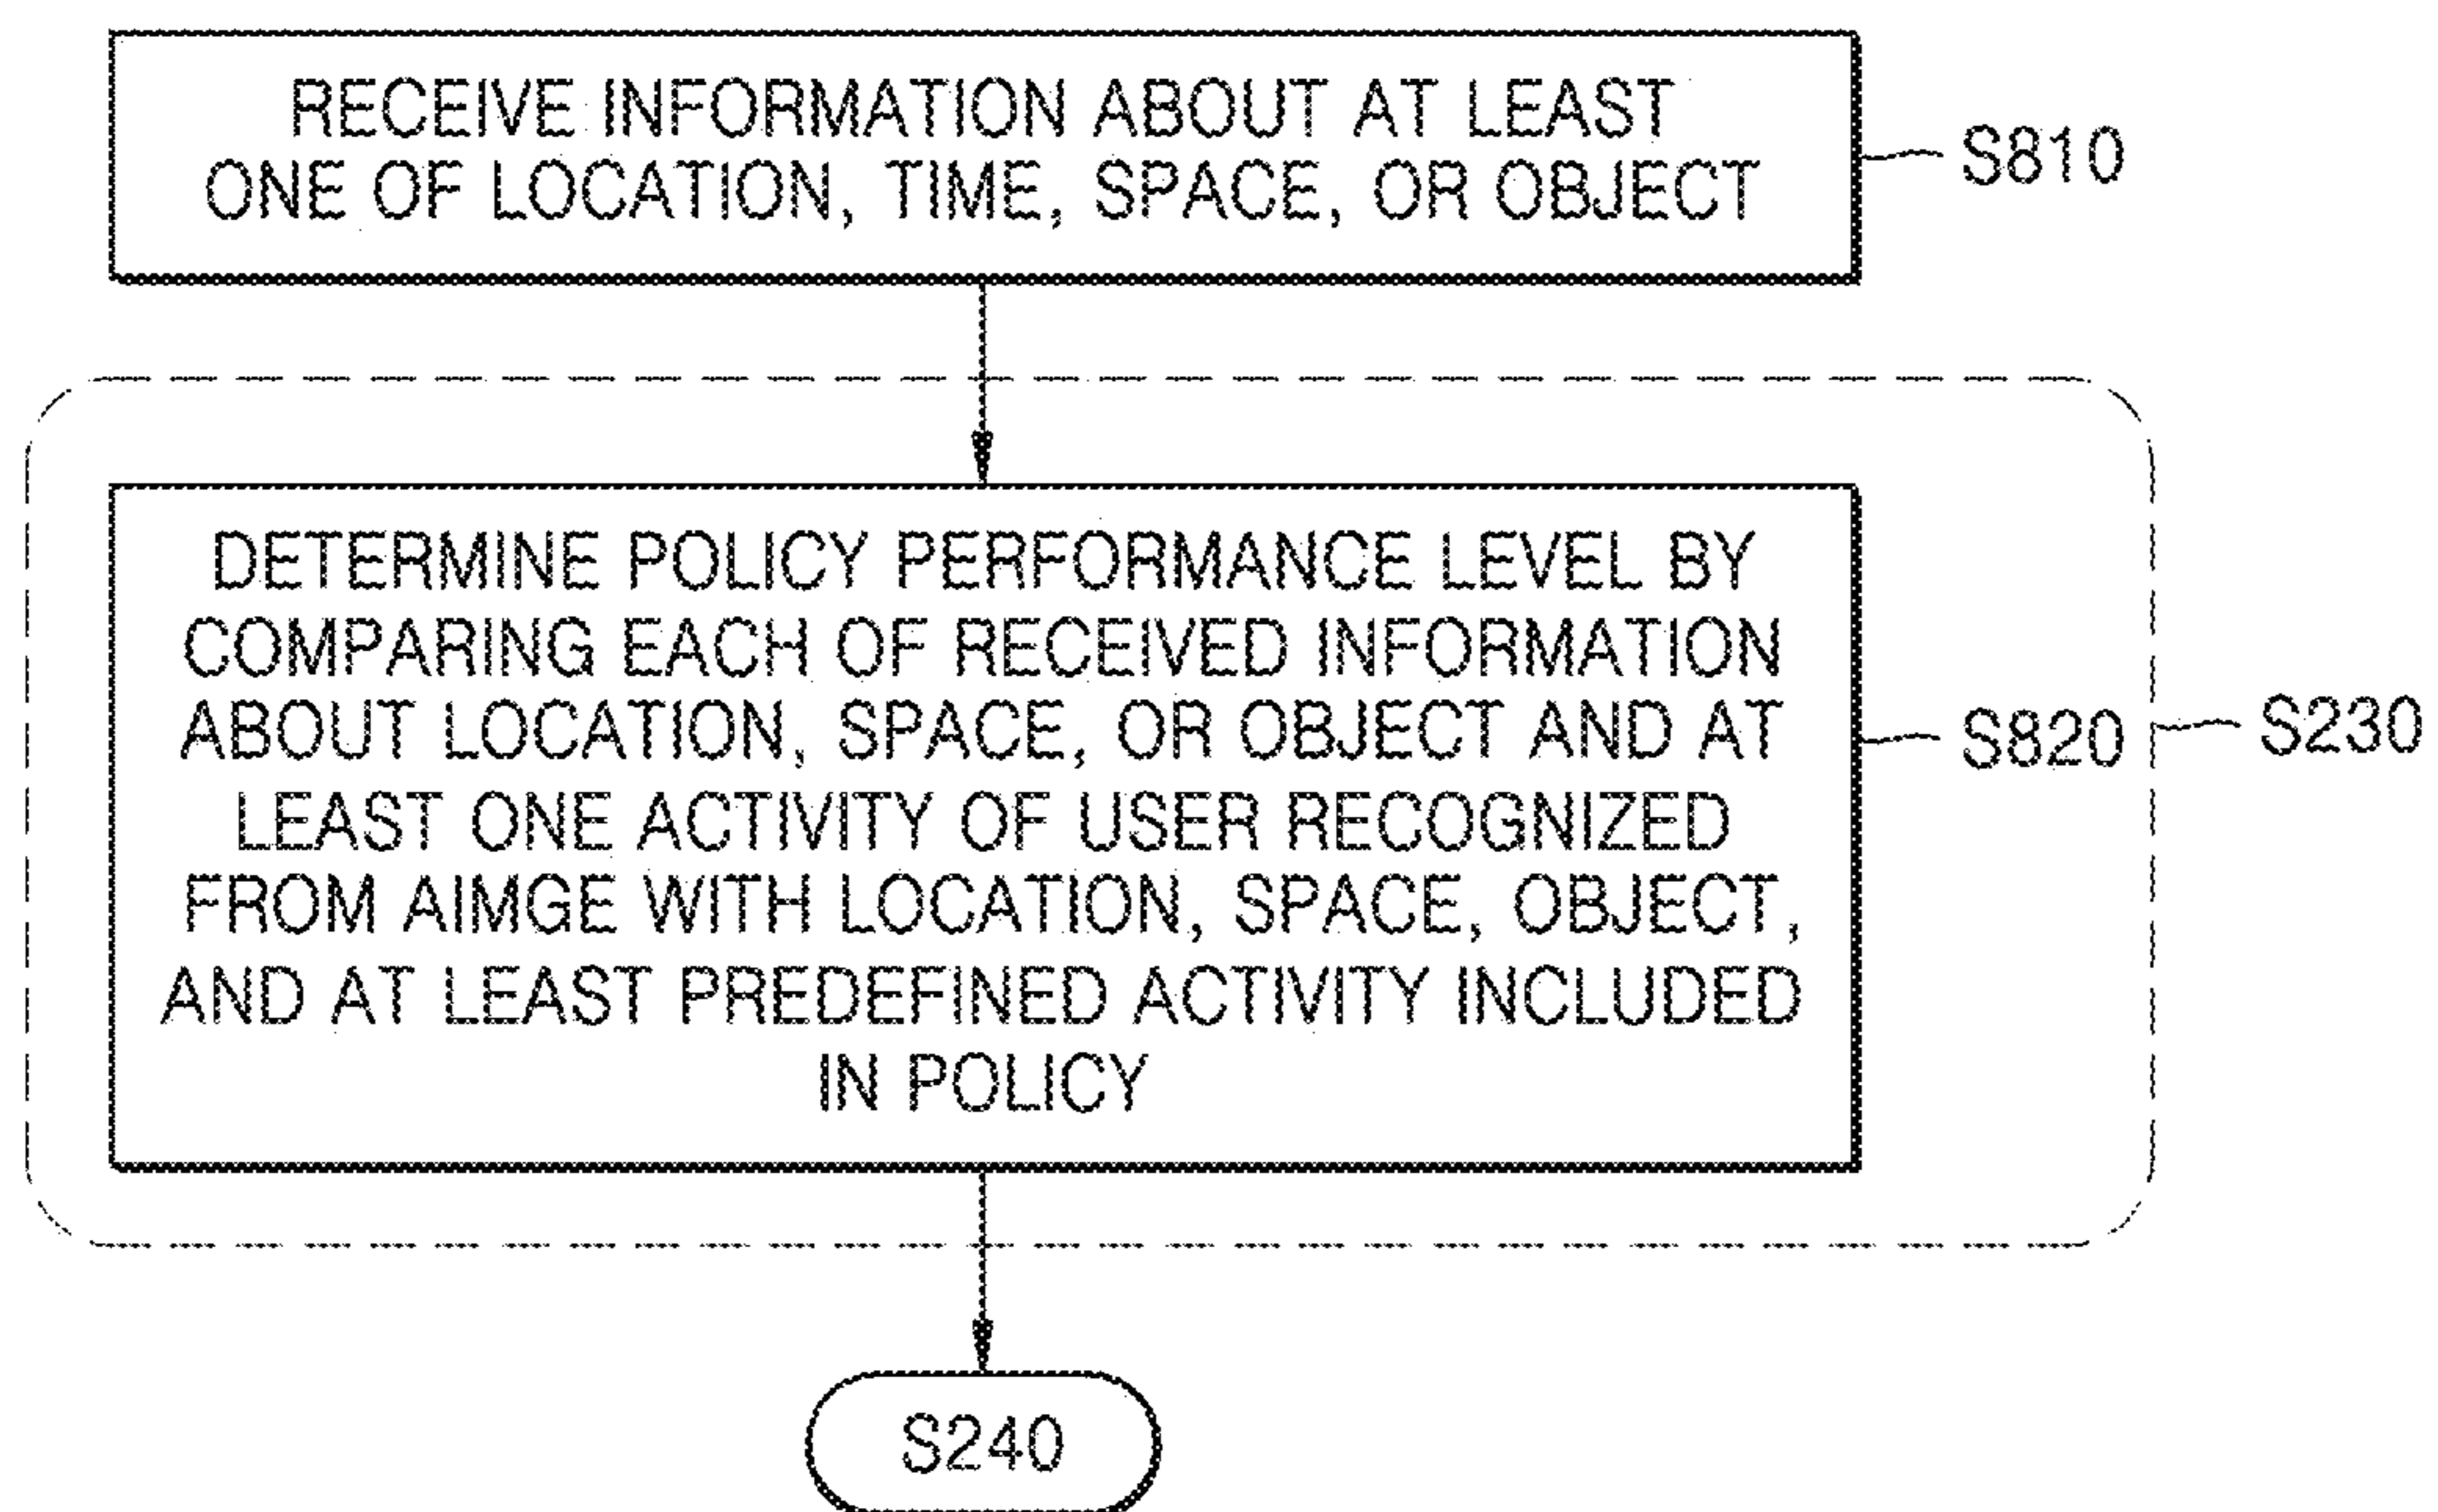 RECEIVE INFORMATION ABOUT AT LEAST
ONE OF LOCATION, TIME, SPACE, OR OBJECT
S810
DETERMINE POLICY PERFORMANCE LEVEL BY
COMPARING EACH OF RECEIVED INFORMATION
ABOUT LOCATION, SPACE, OR OBJECT AND AT
LEAST ONE ACTIVITY OF USER RECOGNIZED
FROM AIMGE WITH LOCATION, SPACE, OBJECT,
AND AT LEAST PREDEFINED ACTIVITY INCLUDED
IN POLICY
S820
S230
S240